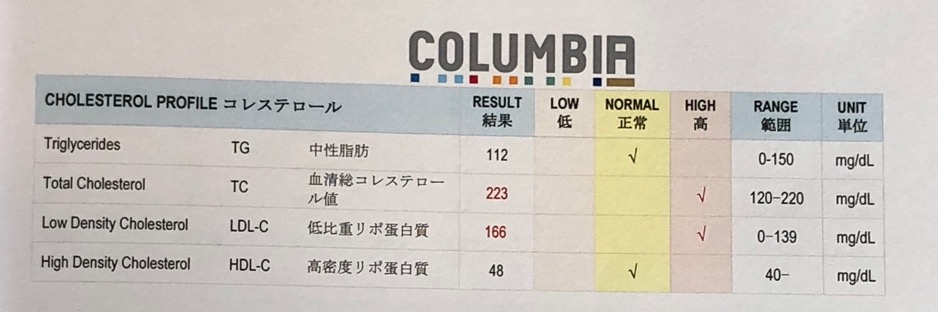 COLUMBIA
CHOLESTEROL PROFILE コレステロール RESULT LOW NORMAL HIGH RANGE UNIT
結果 低 正常 高 範囲 単位
Triglycerides TG 中性脂肪 112 √ 0-150 mg/dL
Total Cholesterol TC 血清総コレステロー 223 √ 120-220 mg/dL
ル値
Low Density Cholesterol LDL-C 低比重リポ蛋白質 166 √ 0-139 mg/dL
High Density Cholesterol HDL-C 高密度リポ蛋白質 48 √ 40- mg/dL